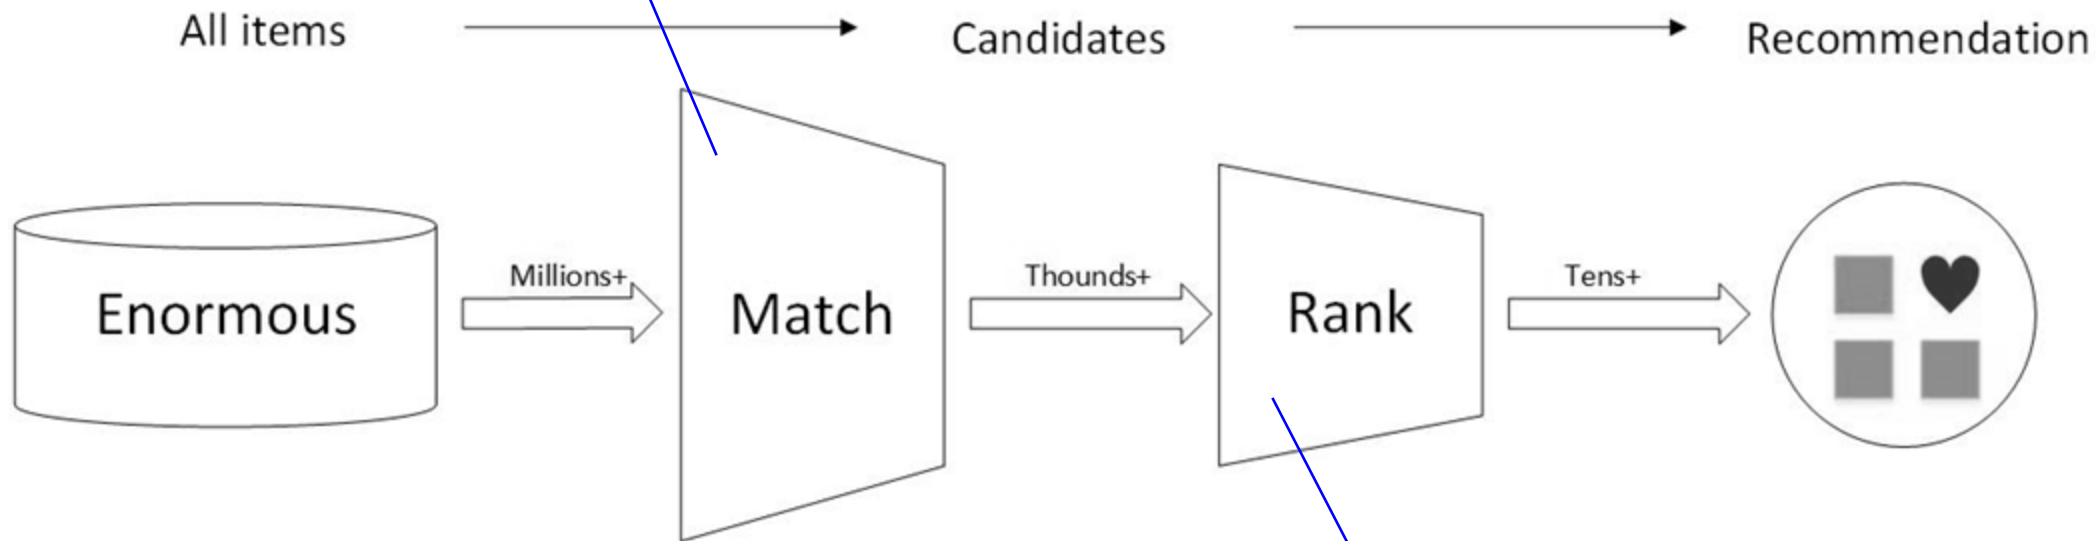 All items
Candidates
Recommendation
Enormous
Millions+
Match
Thounds+
Rank
Tens+